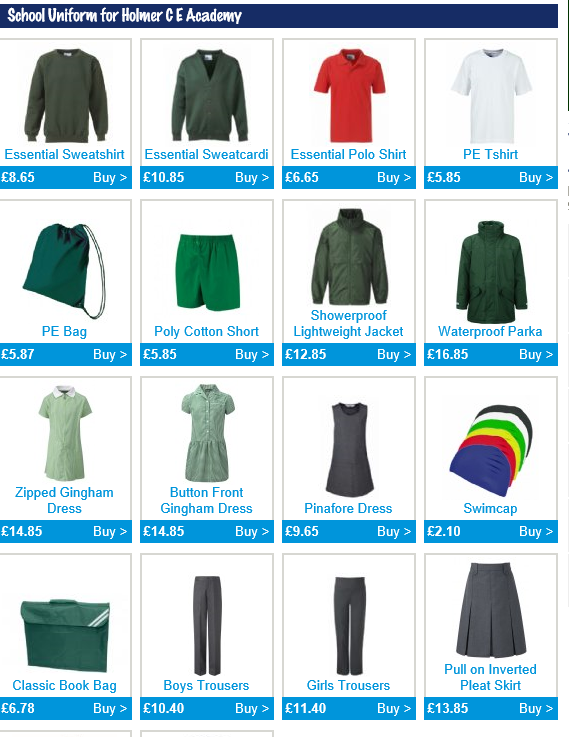 School Uniform for Holmer C E Academy
Essential Sweatshirt
£8.65 Buy >
Essential Sweatcardi
£10.85 Buy >
Essential Polo Shirt
£6.65 Buy >
PE Tshirt
£5.85 Buy >
PE Bag
£5.87 Buy >
Poly Cotton Short
£5.85 Buy >
Showerproof
Lightweight Jacket
£12.85 Buy >
Waterproof Parka
£16.85 Buy >
Zipped Gingham
Dress
£14.85 Buy >
Button Front
Gingham Dress
£14.85 Buy >
Pinafore Dress
£9.65 Buy >
Swimcap
£2.10 Buy >
Classic Book Bag
£6.78 Buy >
Boys Trousers
£10.40 Buy >
Girls Trousers
£11.40 Buy >
Pull on Inverted
Pleat Skirt
£13.85 Buy >